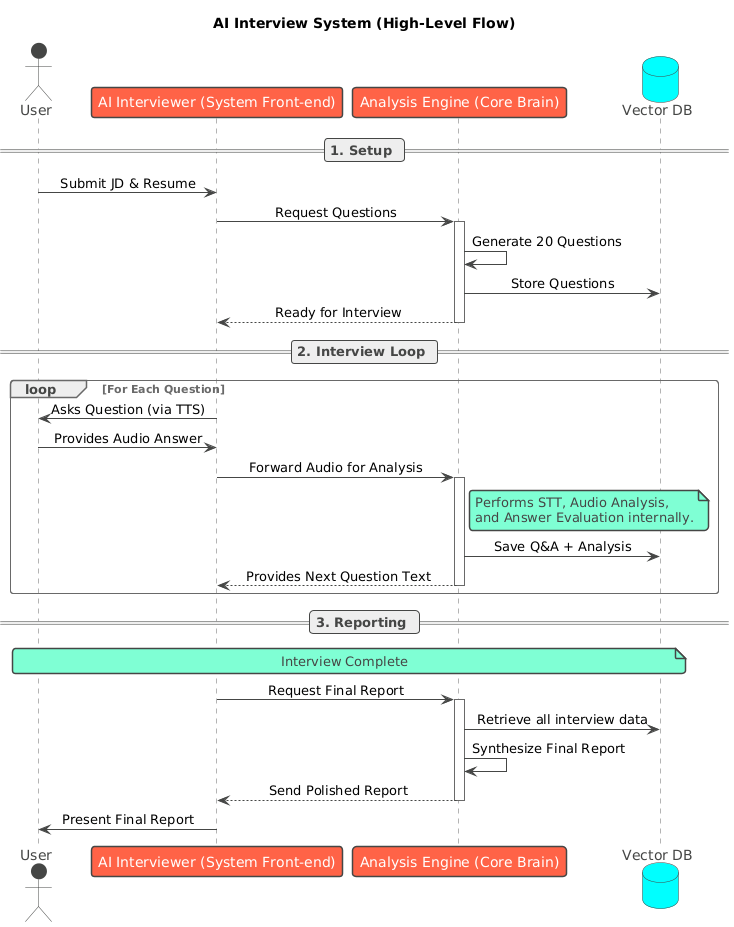 AI Interview System (High-Level Flow)
User
AI Interviewer (System Front-end)
Analysis Engine (Core Brain)
Vector DB
1. Setup
Submit JD & Resume
Request Questions
Generate 20 Questions
Store Questions
Ready for Interview
2. Interview Loop
loop [For Each Question]
Asks Question (via TTS)
Provides Audio Answer
Forward Audio for Analysis
Performs STT, Audio Analysis,
and Answer Evaluation internally.
Save Q&A + Analysis
Provides Next Question Text
3. Reporting
Interview Complete
Request Final Report
Retrieve all interview data
Synthesize Final Report
Send Polished Report
Present Final Report
User
AI Interviewer (System Front-end)
Analysis Engine (Core Brain)
Vector DB